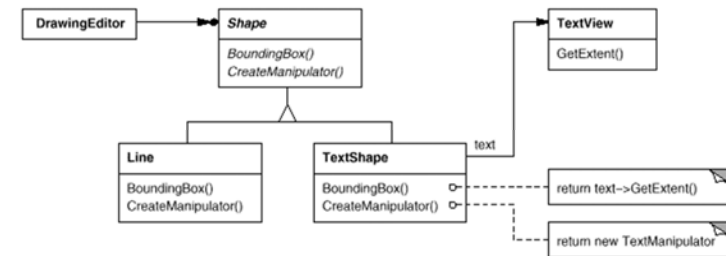 DrawingEditor
Shape
BoundingBox()
CreateManipulator()
TextView
GetExtent()
Line
BoundingBox()
CreateManipulator()
TextShape
BoundingBox()
CreateManipulator()
text
return text->GetExtent()
return new TextManipulator